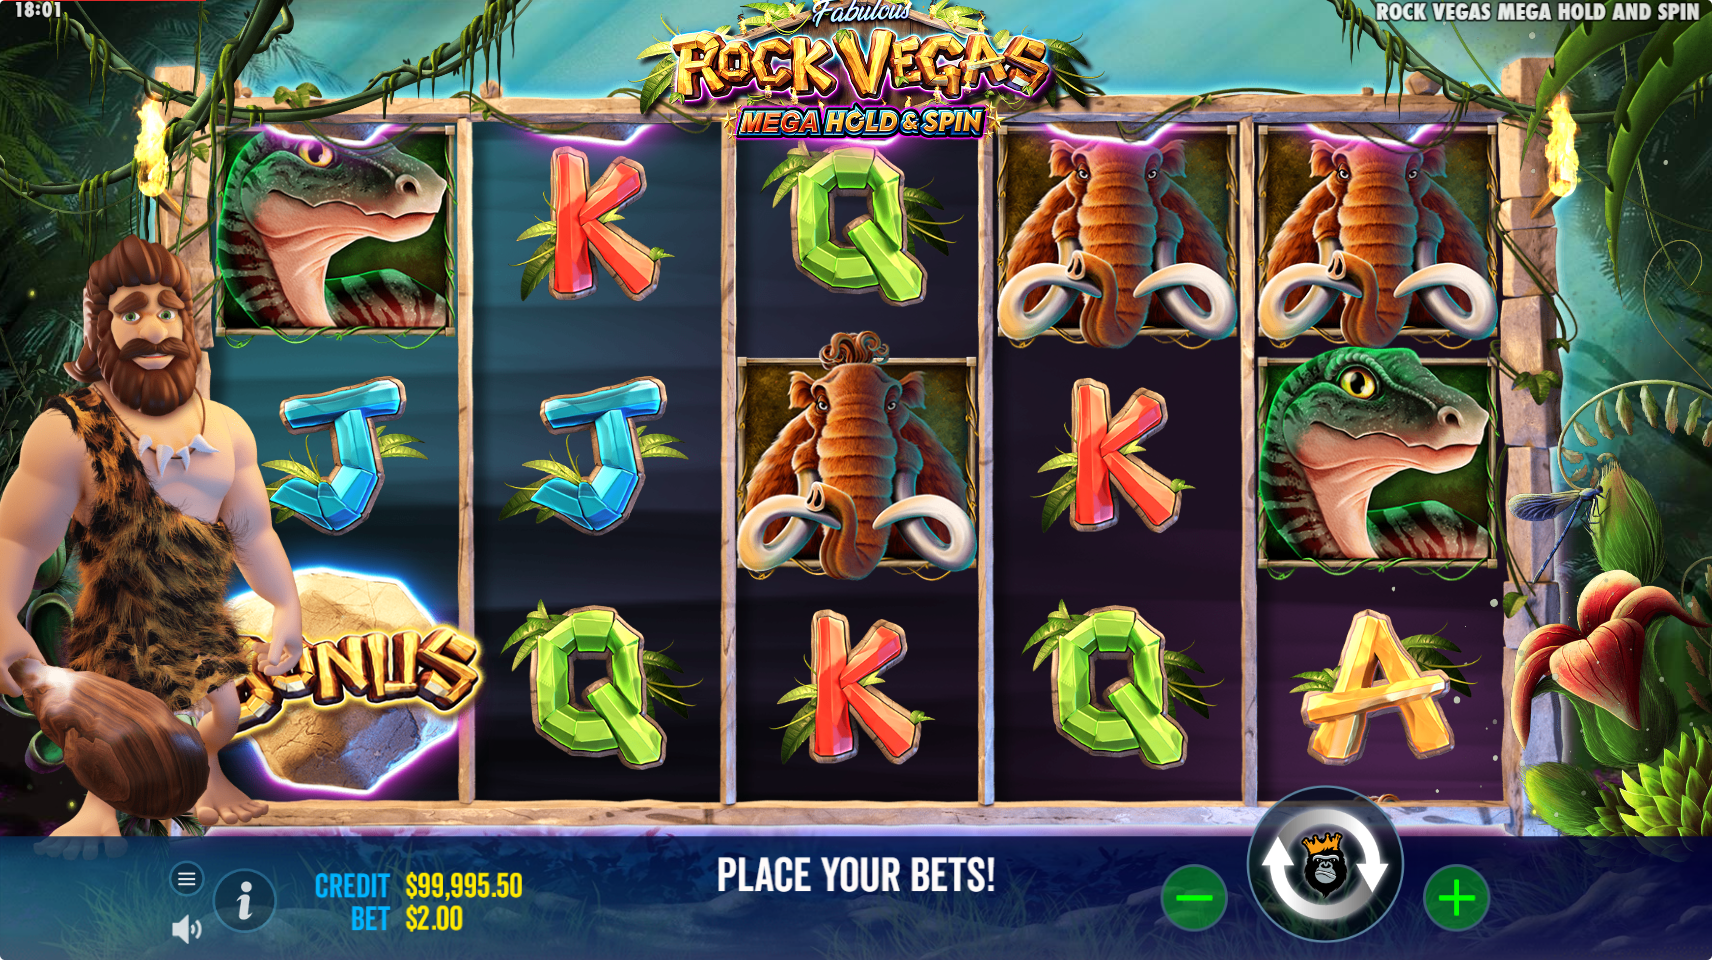 18:01
ROCK VEGAS MEGA HOLD AND SPIN
Fabulous
ROCK VEGAS
MEGA HOLD & SPIN
K
Q
J
J
K
BONUS
Q
K
Q
A
CREDIT $99,995.50
BET $2.00
PLACE YOUR BETS!